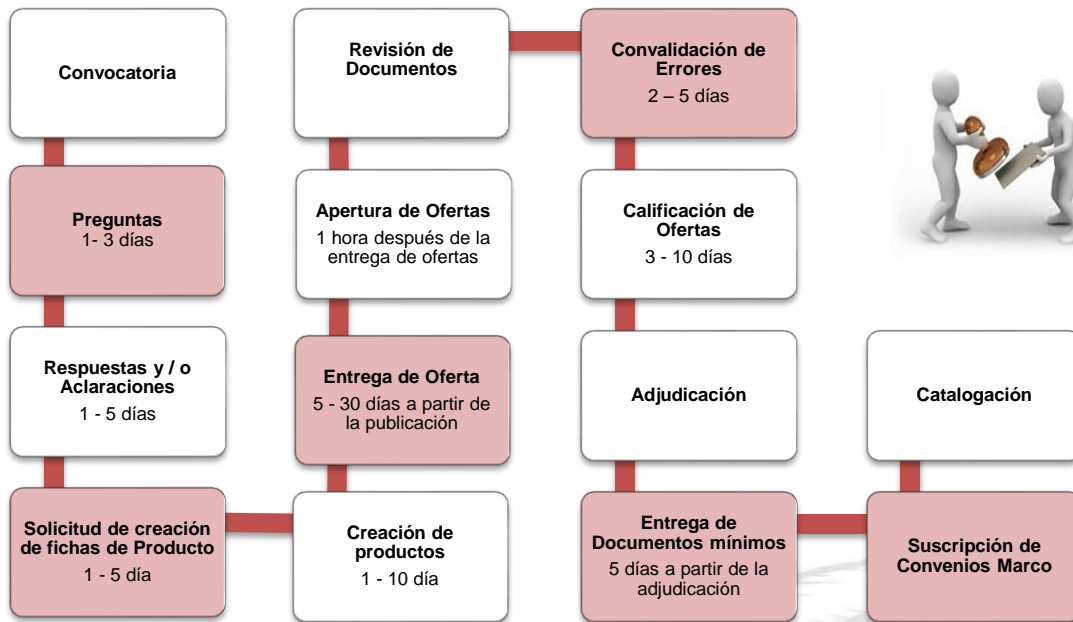 Convocatoria
Preguntas
1- 3 días
Respuestas y / o
Aclaraciones
1 - 5 días
Solicitud de creación
de fichas de Producto
1 - 5 día
Creación de
productos
1 - 10 día
Entrega de Oferta
5 - 30 días a partir de
la publicación
Apertura de Ofertas
1 hora después de la
entrega de ofertas
Revisión de
Documentos
Convalidación de
Errores
2 – 5 días
Calificación de
Ofertas
3 - 10 días
Adjudicación
Entrega de
Documentos mínimos
5 días a partir de la
adjudicación
Suscripción de
Convenios Marco
Catalogación